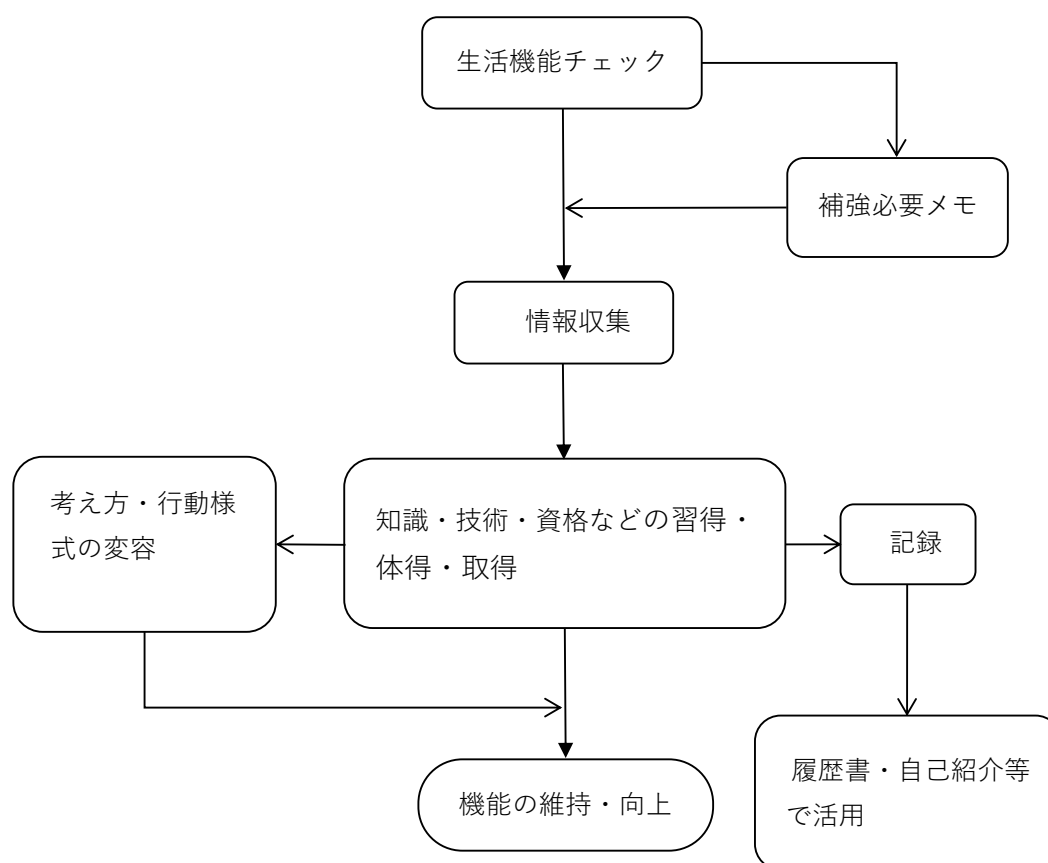 生活機能チェック
補強必要メモ
情報収集
考え方・行動様
式の変容
知識・技術・資格などの習得・
体得・取得
記録
機能の維持・向上
履歴書・自己紹介等
で活用